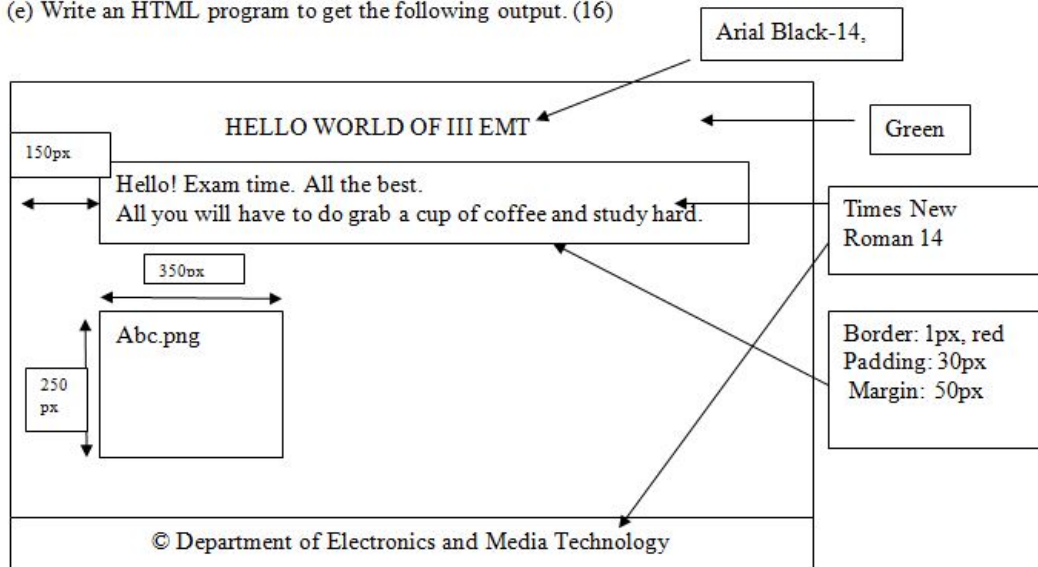 (e) Write an HTML program to get the following output. (16)
Arial Black-14,
HELLO WORLD OF III EMT
Green
150px
Hello! Exam time. All the best.
All you will have to do grab a cup of coffee and study hard.
Times New
Roman 14
350px
Abc.png
250
px
Border: 1px, red
Padding: 30px
Margin: 50px
© Department of Electronics and Media Technology